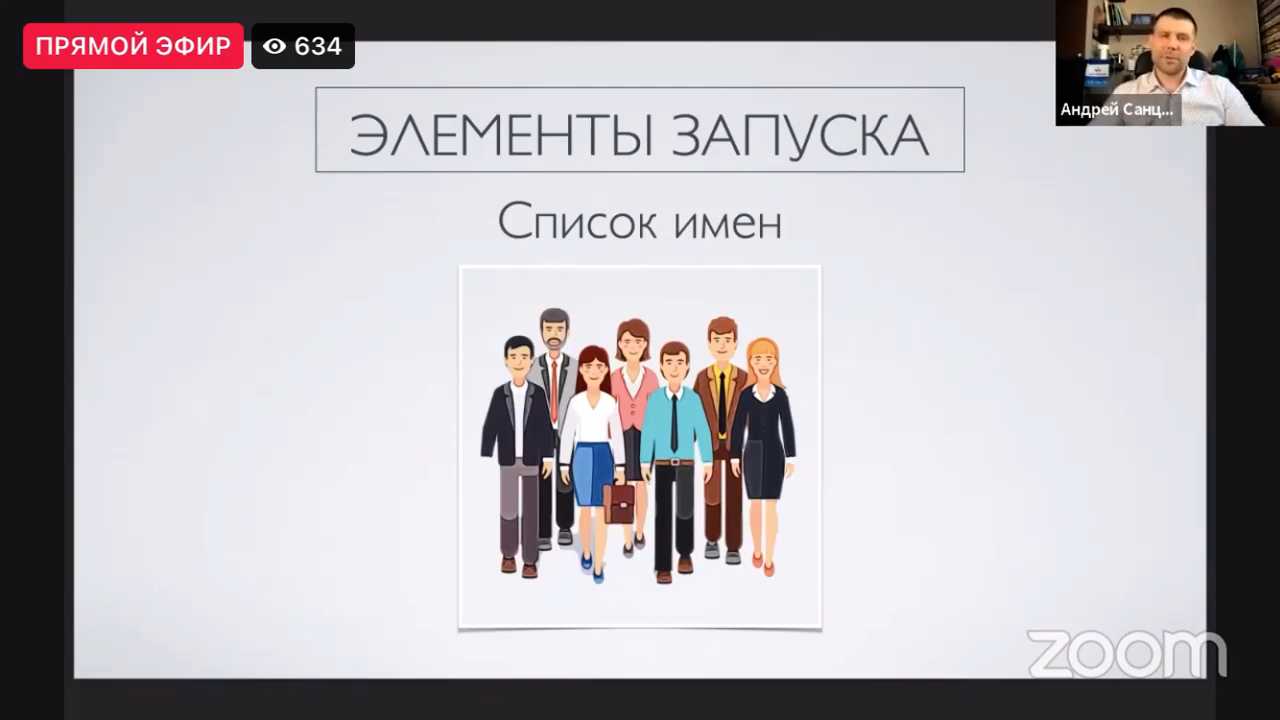 ПРЯМОЙ ЭФИР
634
Андрей Санц...
ЭЛЕМЕНТЫ ЗАПУСКА
Список имен
zoom